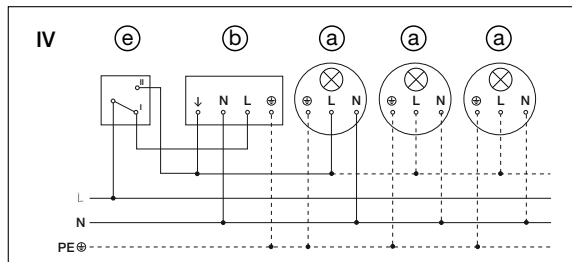 IV e b a a a
II
I
↓ N L ⏚ ⏚ L N ⏚ L N ⏚ L N
L
N
PE ⏚